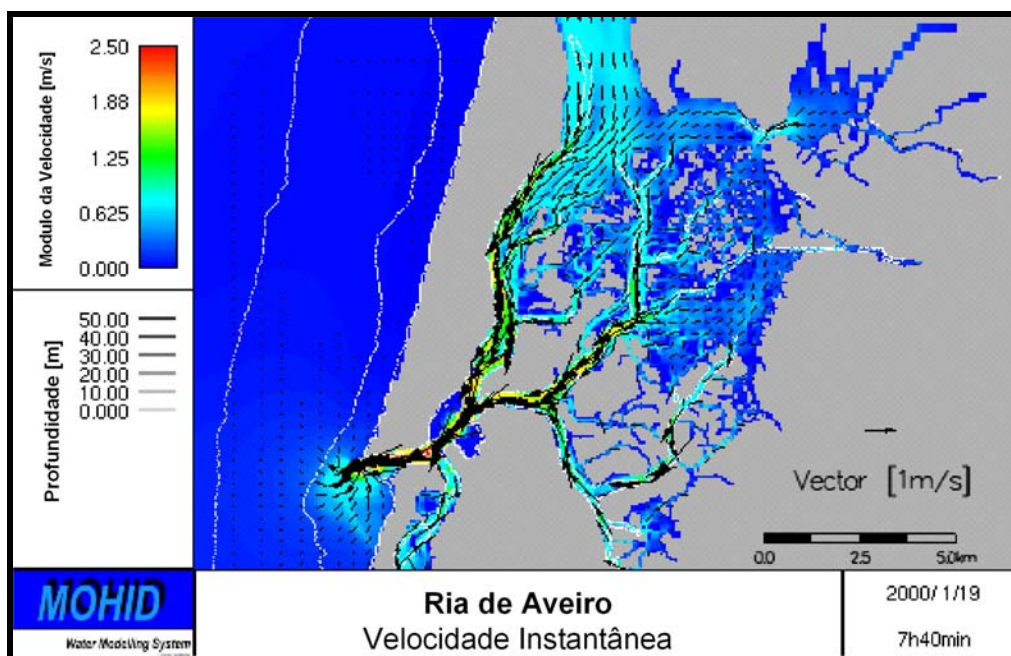 Modulo da Velocidade [m/s]
2.50
1.88
1.25
0.625
0.000
Profundidade [m]
50.00
40.00
30.00
20.00
10.00
0.000
Vector [1m/s]
0.0 2.5 5.0km
MOHID
Water Modelling System
Ria de Aveiro
Velocidade Instantânea
2000/ 1/19
7h40min